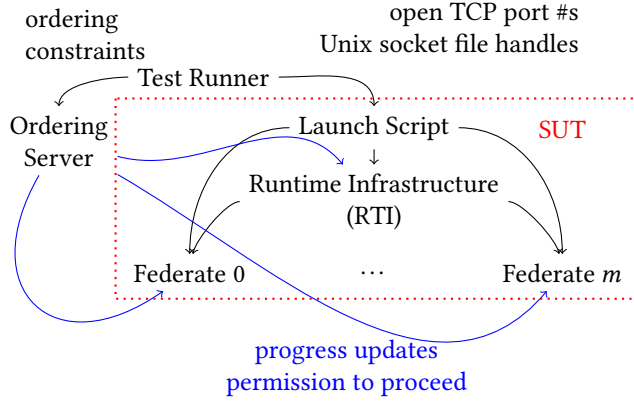 ordering
constraints
open TCP port #s
Unix socket file handles
Test Runner
Ordering
Server
Launch Script
SUT
Runtime Infrastructure
(RTI)
Federate 0
...
Federate m
progress updates
permission to proceed